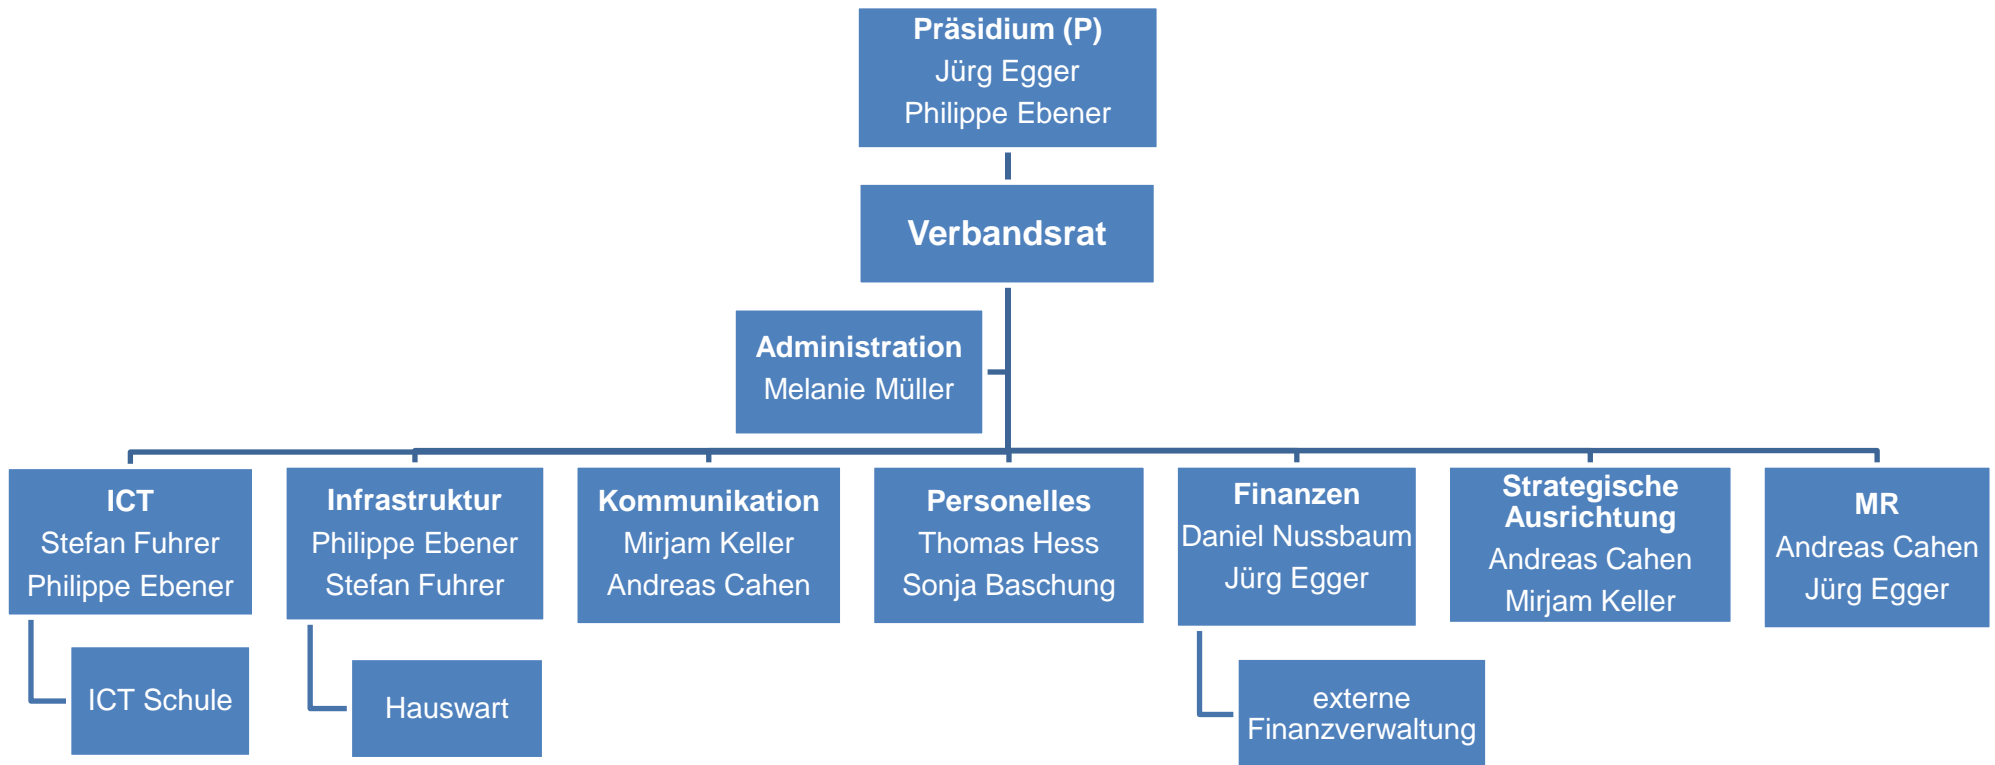 Präsidium (P)
Jürg Egger
Philippe Ebener
Verbandsrat
Administration
Melanie Müller
ICT
Stefan Fuhrer
Philippe Ebener
Infrastruktur
Philippe Ebener
Stefan Fuhrer
Kommunikation
Mirjam Keller
Andreas Cahen
Personelles
Thomas Hess
Sonja Baschung
Finanzen
Daniel Nussbaum
Jürg Egger
Strategische
Ausrichtung
Andreas Cahen
Mirjam Keller
MR
Andreas Cahen
Jürg Egger
ICT Schule
Hauswart
externe
Finanzverwaltung